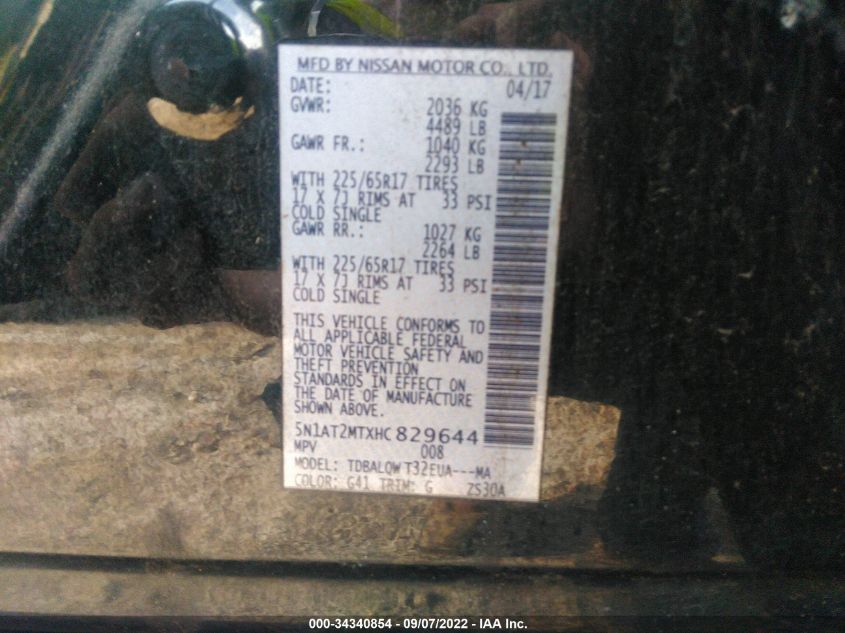 MFD BY NISSAN MOTOR CO., LTD.
DATE: 04/17
GVWR: 2036 KG
4489 LB
GAWR FR.: 1040 KG
2293 LB
WITH 225/65R17 TIRES
17 X 7J RIMS AT 33 PSI
COLD SINGLE
GAWR RR.: 1027 KG
2264 LB
WITH 225/65R17 TIRES
17 X 7J RIMS AT 33 PSI
COLD SINGLE
THIS VEHICLE CONFORMS TO
ALL APPLICABLE FEDERAL
MOTOR VEHICLE SAFETY AND
THEFT PREVENTION
STANDARDS IN EFFECT ON
THE DATE OF MANUFACTURE
SHOWN ABOVE.
5N1AT2MTXHC829644
MPV 008
MODEL: TDBALQW T32EUA---MA
COLOR: G41 TRIM: G ZS30A
000-34340854 - 09/07/2022 - IAA Inc.